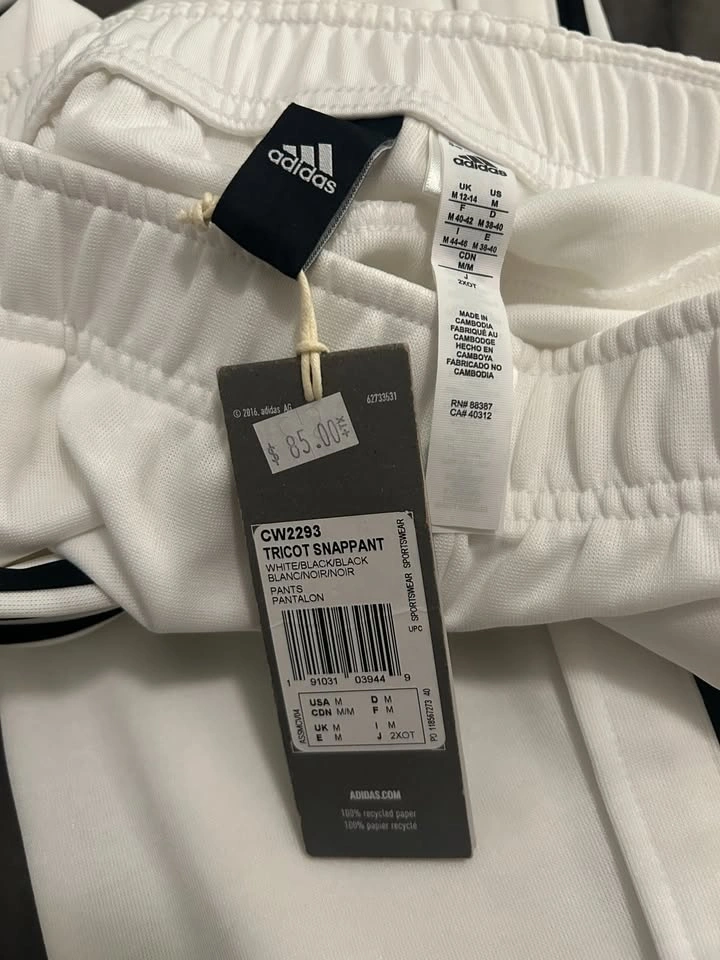 adidas
adidas
UK US
M 12-14 M
F D
M 40-42 M 38-40
I E
M 44-46 M 38-40
CDN
M/M
J
2XOT
MADE IN
CAMBODIA
FABRIQUÉ AU
CAMBODGE
HECHO EN
CAMBOYA
FABRICADO NO
CAMBODIA
RN# 88387
CA# 40312
© 2016, adidas AG
62733531
85.00
CW2293
TRICOT SNAPPANT
WHITE/BLACK/BLACK
BLANC/NOIR/NOIR
PANTS
PANTALON
SPORTSWEAR SPORTSWEAR
UPC
1 91031 03944 9
USA M D M
CDN M/M F M
UK M I M
E M J 2XOT
PO 118567273 40
ADIDAS.COM
100% recycled paper
100% papier recyclé